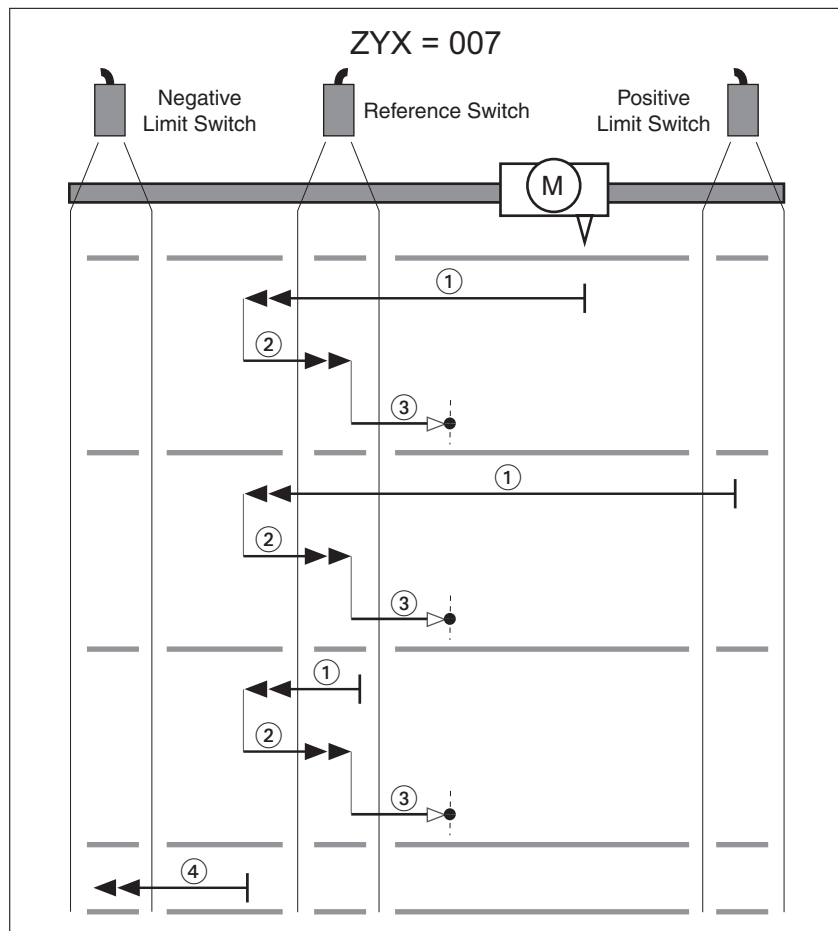 ZYX = 007
Negative
Limit Switch
Reference Switch
Positive
Limit Switch
M
1
2
3
1
2
3
1
2
3
4